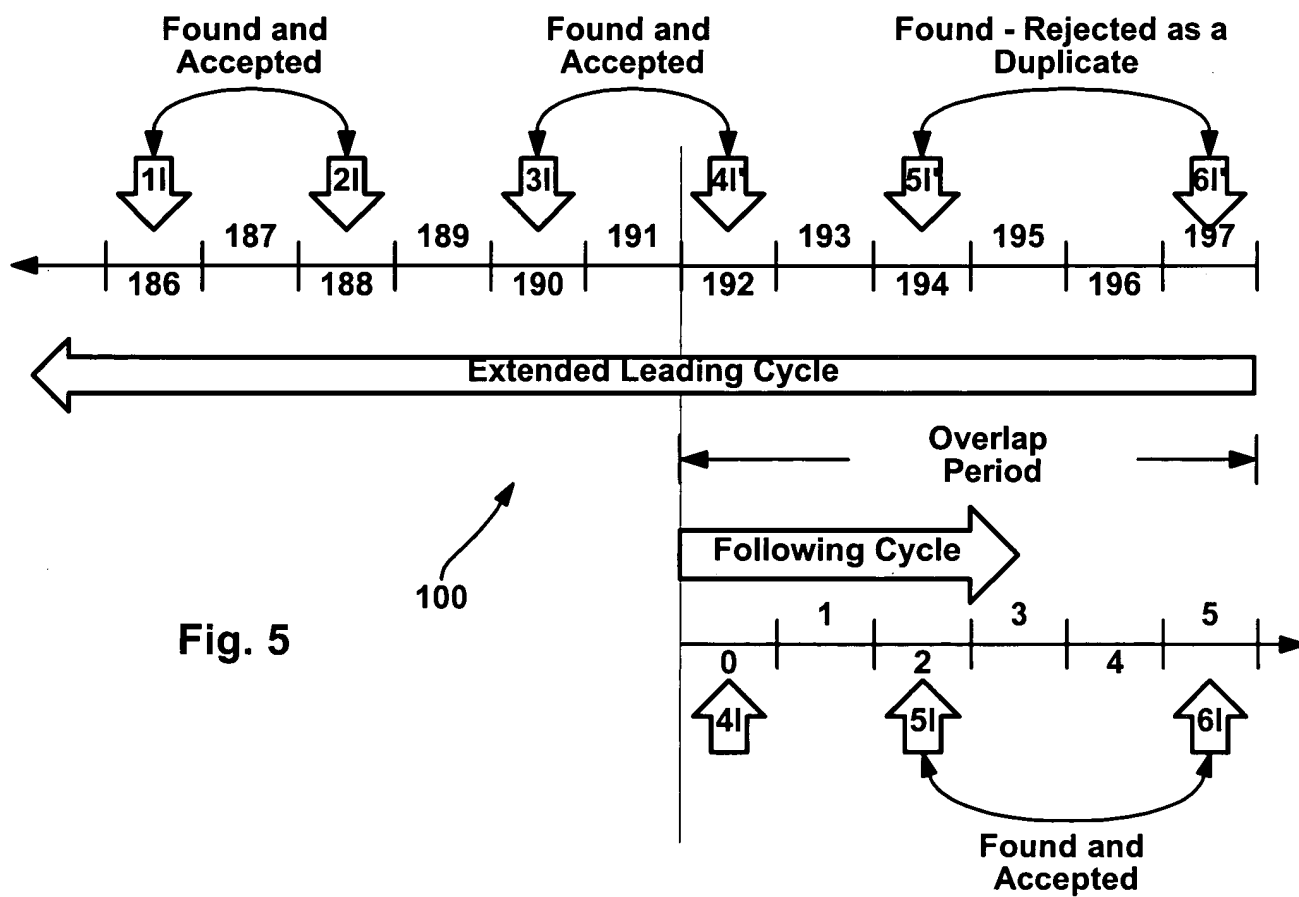 Found and
Accepted
Found and
Accepted
Found - Rejected as a
Duplicate
1I 2I 3I 4I' 5I' 6I'
187 189 191 193 195 197
186 188 190 192 194 196
Extended Leading Cycle
Overlap
Period
Following Cycle
100
Fig. 5
1 3 5
0 2 4
4I 5I 6I
Found and
Accepted